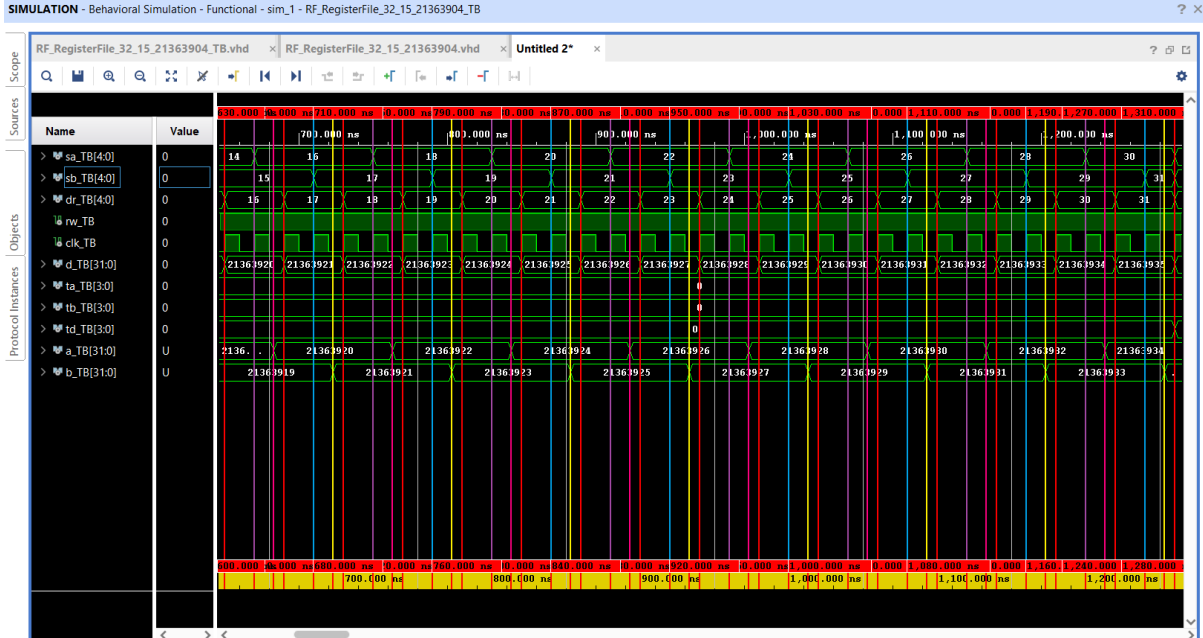 SIMULATION - Behavioral Simulation - Functional - sim_1 - RF_RegisterFile_32_15_21363904_TB
? ×
RF_RegisterFile_32_15_21363904_TB.vhd × RF_RegisterFile_32_15_21363904.vhd × Untitled 2* ×
Scope
Sources
Objects
Protocol Instances
Name Value
700.000 ns 800.000 ns 900.000 ns 1,000.000 ns 1,100.000 ns 1,200.000 ns
sa_TB[4:0] 0 14 16 18 20 22 24 26 28 30
sb_TB[4:0] 0 15 17 19 21 23 25 27 29 31
dr_TB[4:0] 0 16 17 18 19 20 21 22 23 24 25 26 27 28 29 30 31
rw_TB 0
clk_TB 0
d_TB[31:0] 0 21363920 21363921 21363922 21363923 21363924 21363925 21363926 21363927 21363928 21363929 21363930 21363931 21363932 21363933 21363934 21363935
ta_TB[3:0] 0 0
tb_TB[3:0] 0 0
td_TB[3:0] 0 0
a_TB[31:0] U 2136... 21363920 21363922 21363924 21363926 21363928 21363930 21363932 21363934
b_TB[31:0] U 21363919 21363921 21363923 21363925 21363927 21363929 21363931 21363933
700.000 ns 800.000 ns 900.000 ns 1,000.000 ns 1,100.000 ns 1,200.000 ns